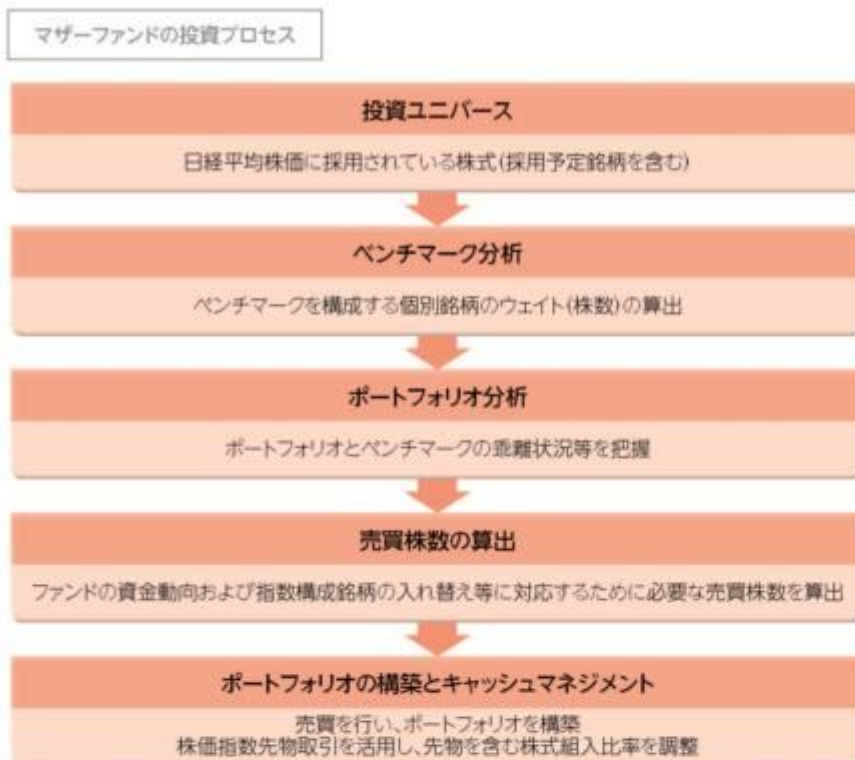 マザーファンドの投資プロセス
投資ユニバース
日経平均株価に採用されている株式(採用予定銘柄を含む)
ベンチマーク分析
ベンチマークを構成する個別銘柄のウェイト(株数)の算出
ポートフォリオ分析
ポートフォリオとベンチマークの乖離状況等を把握
売買株数の算出
ファンドの資金動向および指数構成銘柄の入れ替え等に対応するために必要な売買株数を算出
ポートフォリオの構築とキャッシュマネジメント
売買を行い、ポートフォリオを構築
株価指数先物取引を活用し、先物を含む株式組入比率を調整